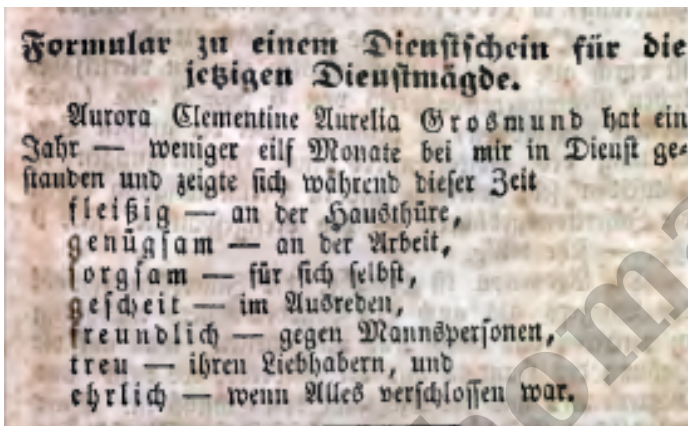 Formular zu einem Dienstschein für die
jetzigen Dienstmägde.
Aurora Clementine Aurelia Grosmund hat ein
Jahr — weniger eilf Monate bei mir in Dienst ge-
standen und zeigte sich während dieser Zeit
fleißig — an der Hausthüre,
genügsam — an der Arbeit,
sorgsam — für sich selbst,
gescheit — im Ausreden,
freundlich — gegen Mannspersonen,
treu — ihren Liebhabern, und
ehrlich — wenn Alles verschlossen war.